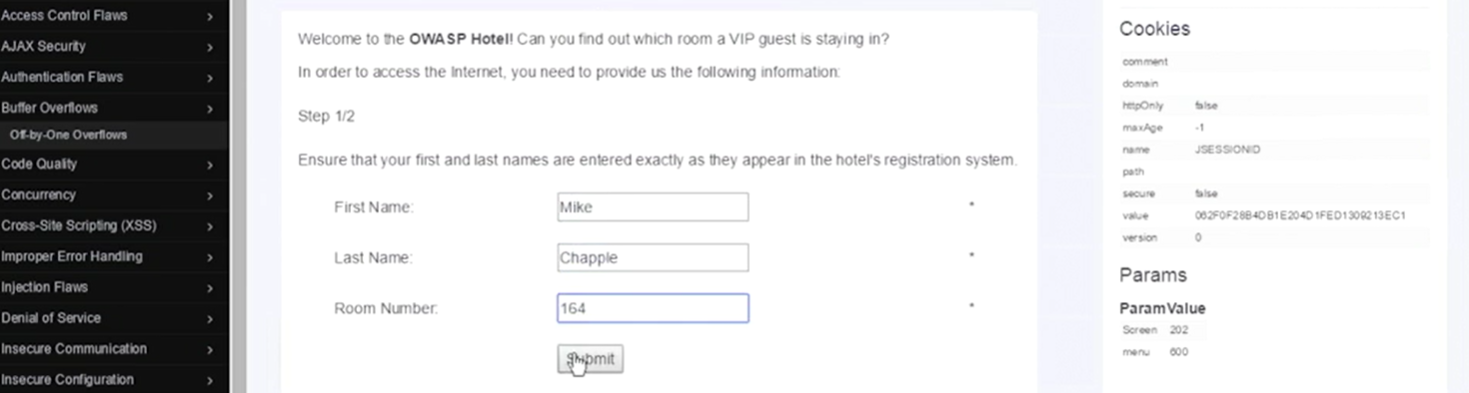 Access Control Flaws
AJAX Security
Authentication Flaws
Buffer Overflows
Off-by-One Overflows
Code Quality
Concurrency
Cross-Site Scripting (XSS)
Improper Error Handling
Injection Flaws
Denial of Service
Insecure Communication
Insecure Configuration
Welcome to the OWASP Hotel! Can you find out which room a VIP guest is staying in?
In order to access the Internet, you need to provide us the following information:
Step 1/2
Ensure that your first and last names are entered exactly as they appear in the hotel's registration system.
First Name: Mike *
Last Name: Chapple *
Room Number: 164 *
Submit
Cookies
comment
domain
httpOnly false
maxAge -1
name JSESSIONID
path
secure false
value 062F0F28B4DB1E204D1FED1309213EC1
version 0
Params
ParamValue
Screen 202
menu 600